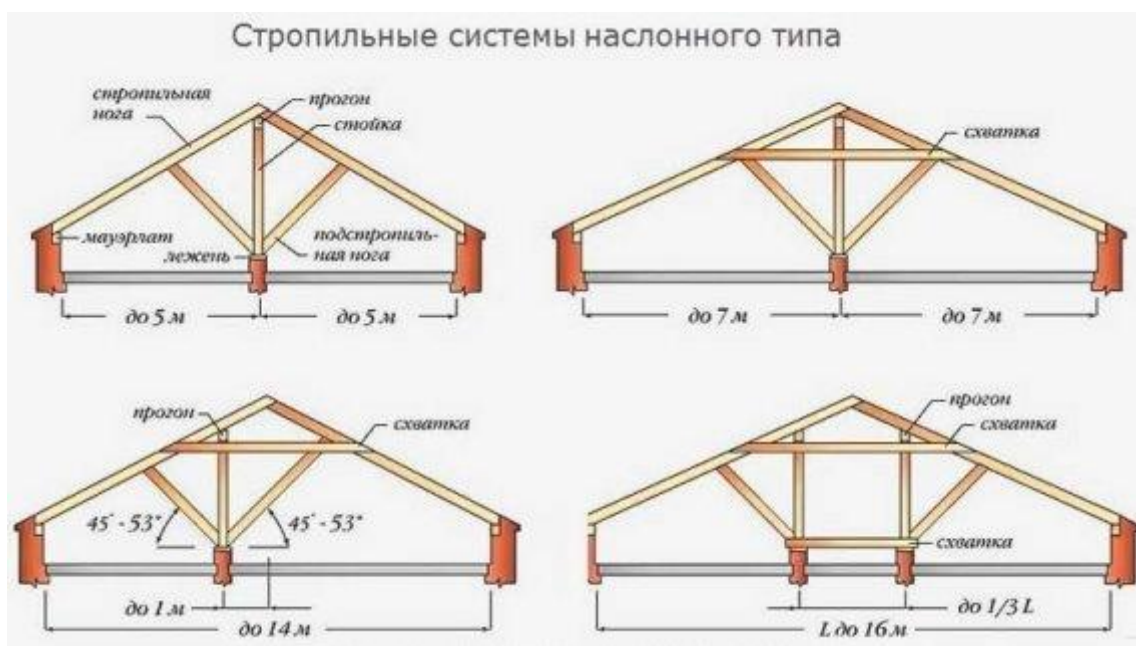 Стропильные системы наслонного типа
стропильная
нога
прогон
стойка
мауэрлат
лежень
подстропиль-
ная нога
до 5 м
до 5 м
схватка
до 7 м
до 7 м
прогон
схватка
45° - 53°
45° - 53°
до 1 м
до 14 м
прогон
схватка
схватка
до 1/3 L
L до 16 м